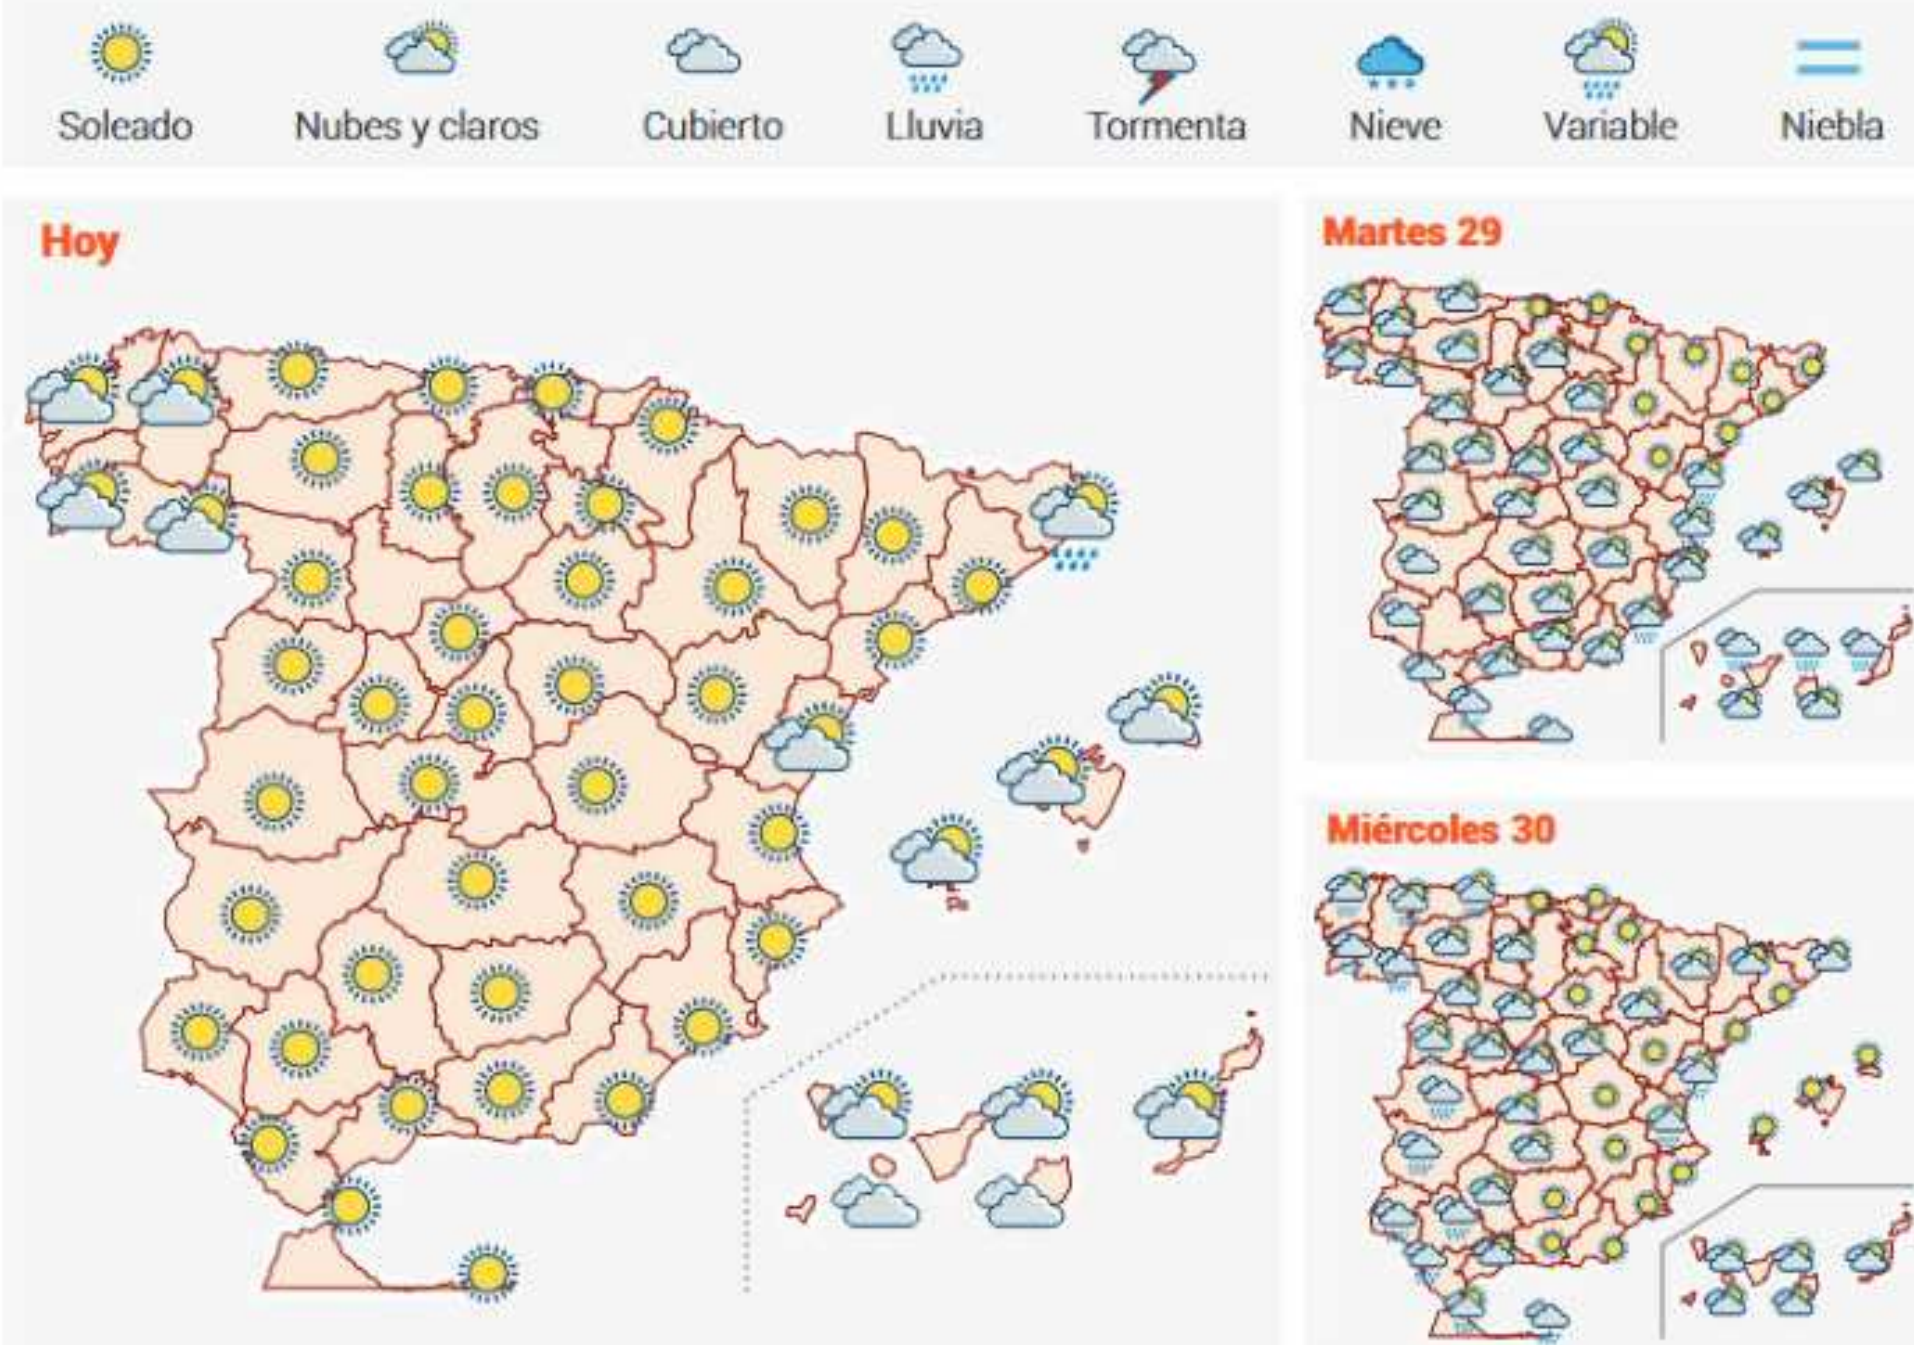 Soleado
Nubes y claros
Cubierto
Lluvia
Tormenta
Nieve
Variable
Niebla
Hoy
Martes 29
Miércoles 30